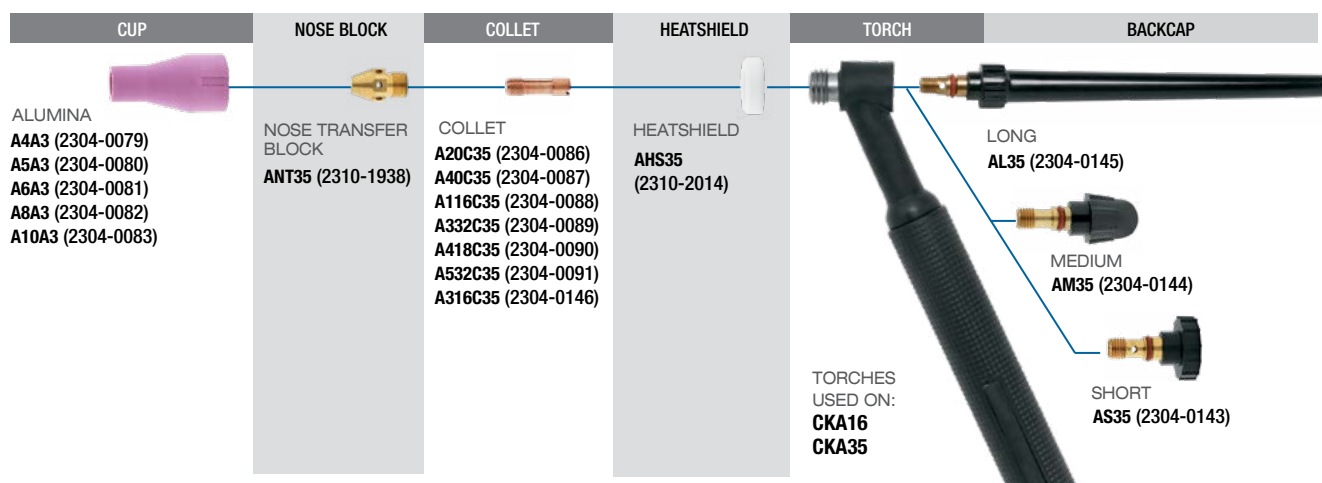 CUP
NOSE BLOCK
COLLET
HEATSHIELD
TORCH
BACKCAP
ALUMINA
A4A3 (2304-0079)
A5A3 (2304-0080)
A6A3 (2304-0081)
A8A3 (2304-0082)
A10A3 (2304-0083)
NOSE TRANSFER
BLOCK
ANT35 (2310-1938)
COLLET
A20C35 (2304-0086)
A40C35 (2304-0087)
A116C35 (2304-0088)
A332C35 (2304-0089)
A418C35 (2304-0090)
A532C35 (2304-0091)
A316C35 (2304-0146)
HEATSHIELD
AHS35
(2310-2014)
TORCHES
USED ON:
CKA16
CKA35
LONG
AL35 (2304-0145)
MEDIUM
AM35 (2304-0144)
SHORT
AS35 (2304-0143)